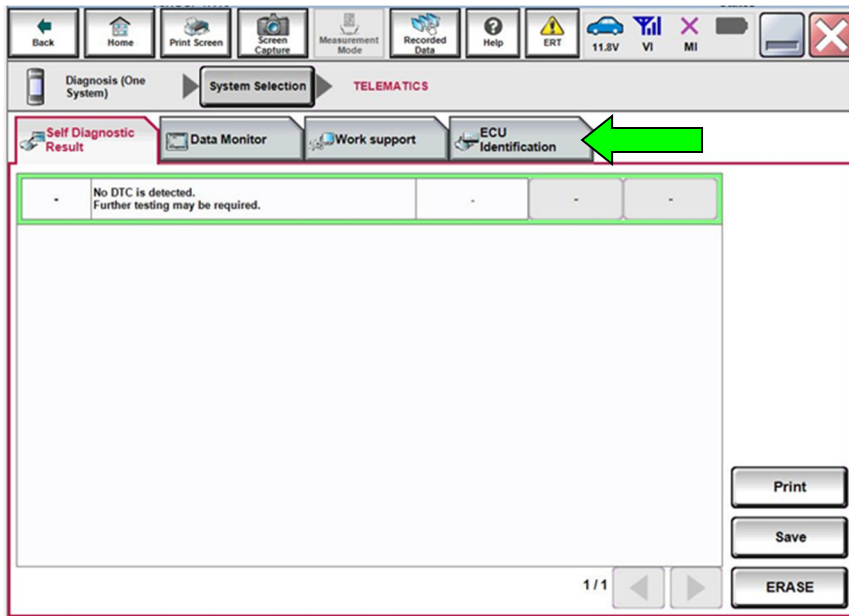 Back
Home
Print Screen
Screen
Capture
Measurement
Mode
Recorded
Data
Help
ERT
11.8V
VI
MI
Diagnosis (One
System)
System Selection
TELEMATICS
Self Diagnostic
Result
Data Monitor
Work support
ECU
Identification
-
No DTC is detected.
Further testing may be required.
-
-
-
Print
Save
1/1
ERASE